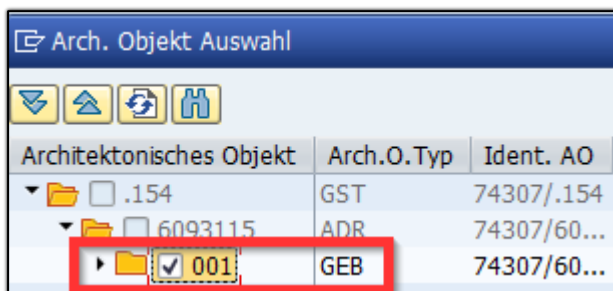 Arch. Objekt Auswahl
Architektonisches Objekt Arch.O.Typ Ident. AO
.154 GST 74307/.154
6093115 ADR 74307/60...
001 GEB 74307/60...